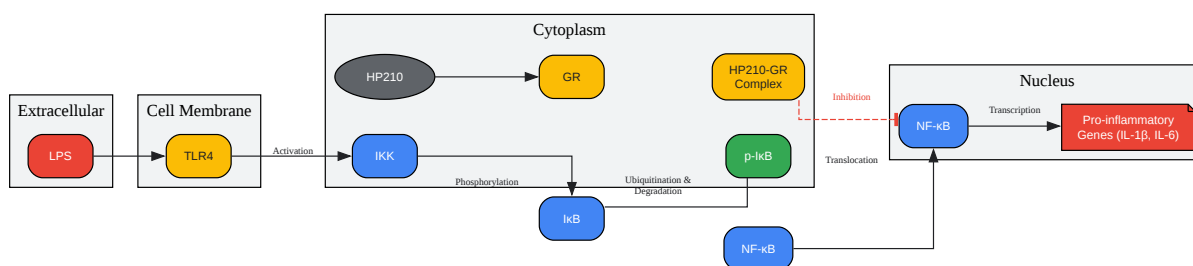 Extracellular
LPS
Cell Membrane
TLR4
Activation
Cytoplasm
HP210
GR
HP210-GR
Complex
IKK
Phosphorylation
IκB
Ubiquitination &
Degradation
p-IκB
NF-κB
Inhibition
Translocation
Nucleus
NF-κB
Transcription
Pro-inflammatory
Genes (IL-1β, IL-6)